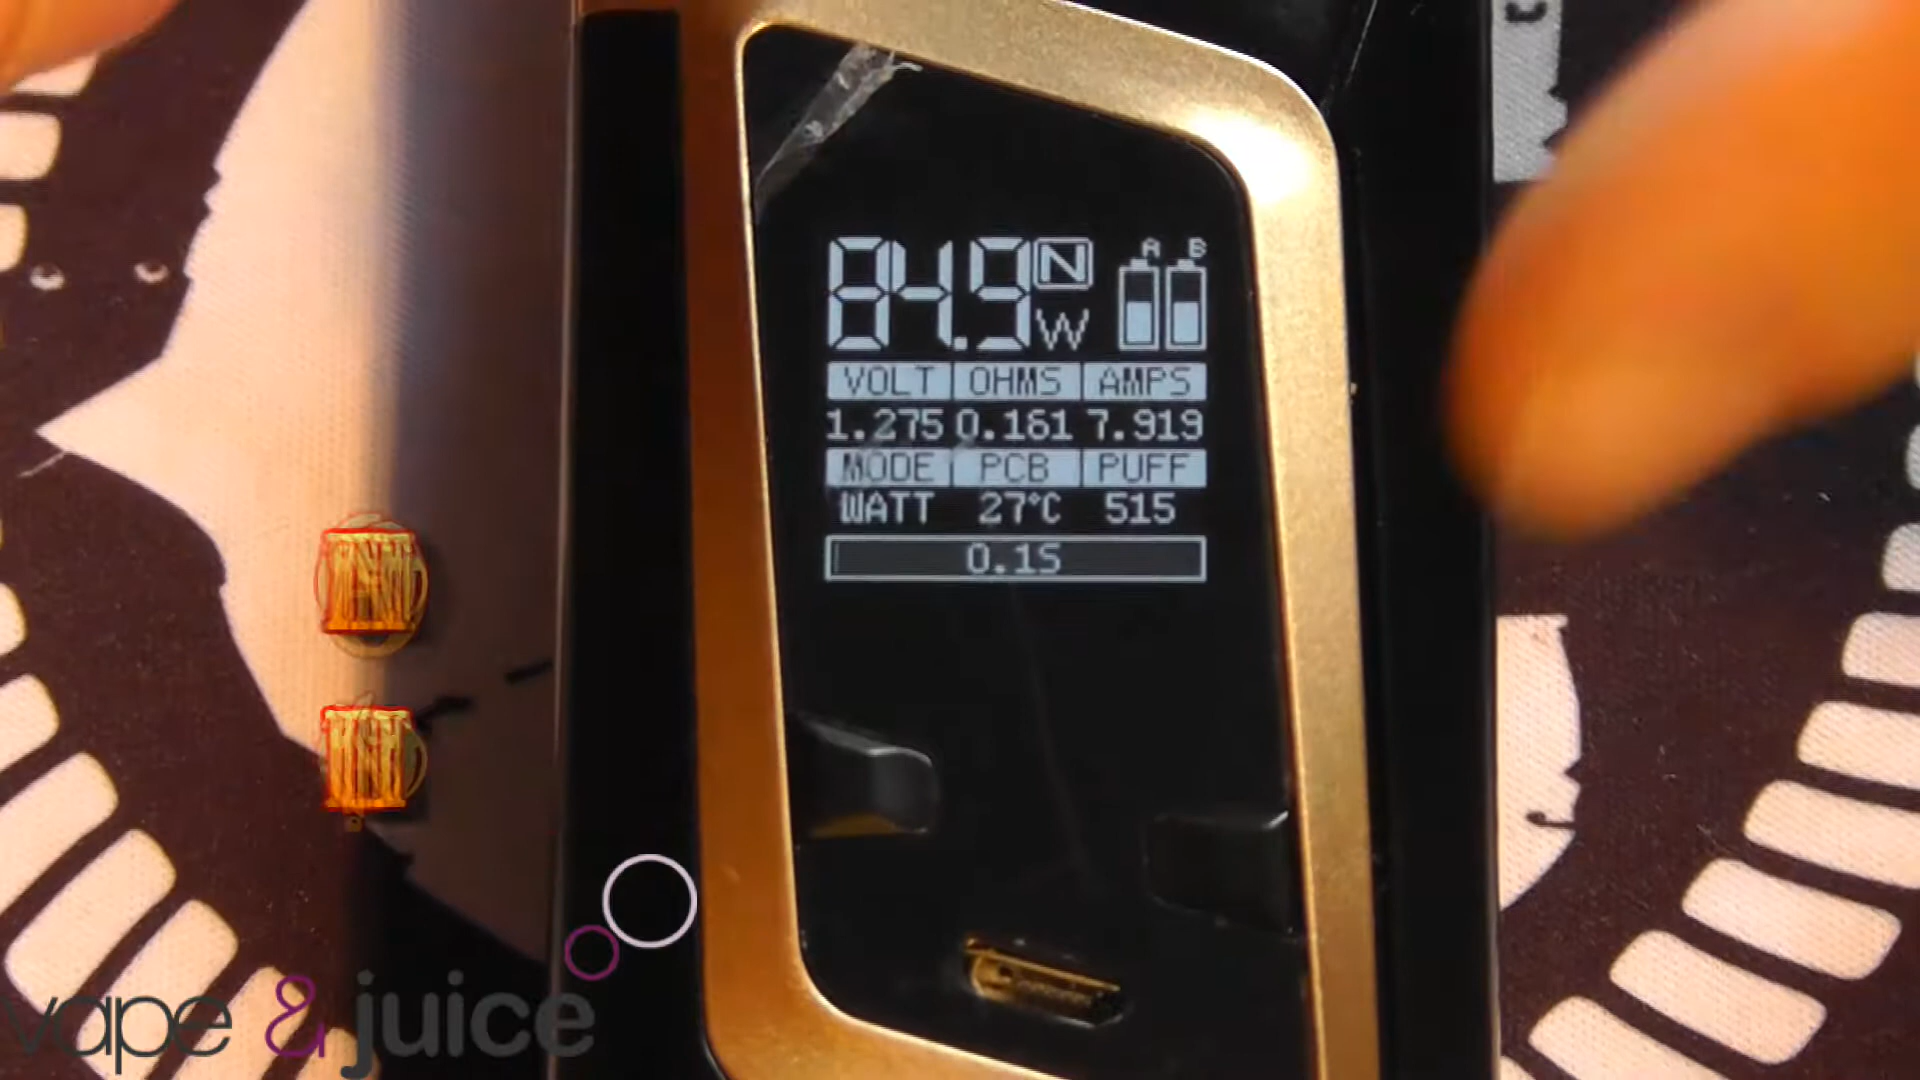 A B
84.9 N
W
VOLT OHMS AMPS
1.275 0.161 7.919
MODE PCB PUFF
WATT 27°C 515
0.1S
vape & juice